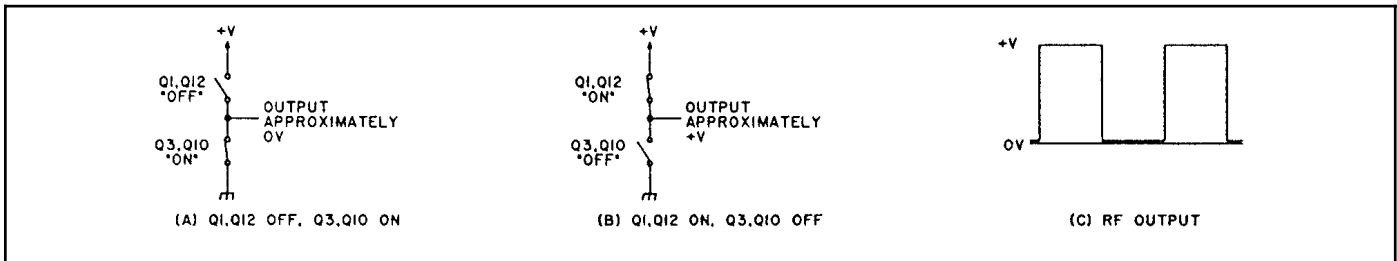 +V
Q1,Q12
"OFF"
OUTPUT
APPROXIMATELY
0V
Q3,Q10
"ON"
(A) Q1,Q12 OFF, Q3,Q10 ON
+V
Q1,Q12
"ON"
OUTPUT
APPROXIMATELY
+V
Q3,Q10
"OFF"
(B) Q1,Q12 ON, Q3,Q10 OFF
+V
0V
(C) RF OUTPUT